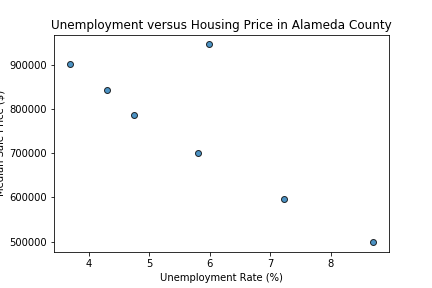 Unemployment versus Housing Price in Alameda County
900000
800000
700000
600000
500000
Median Sale Price ($)
4 5 6 7 8
Unemployment Rate (%)